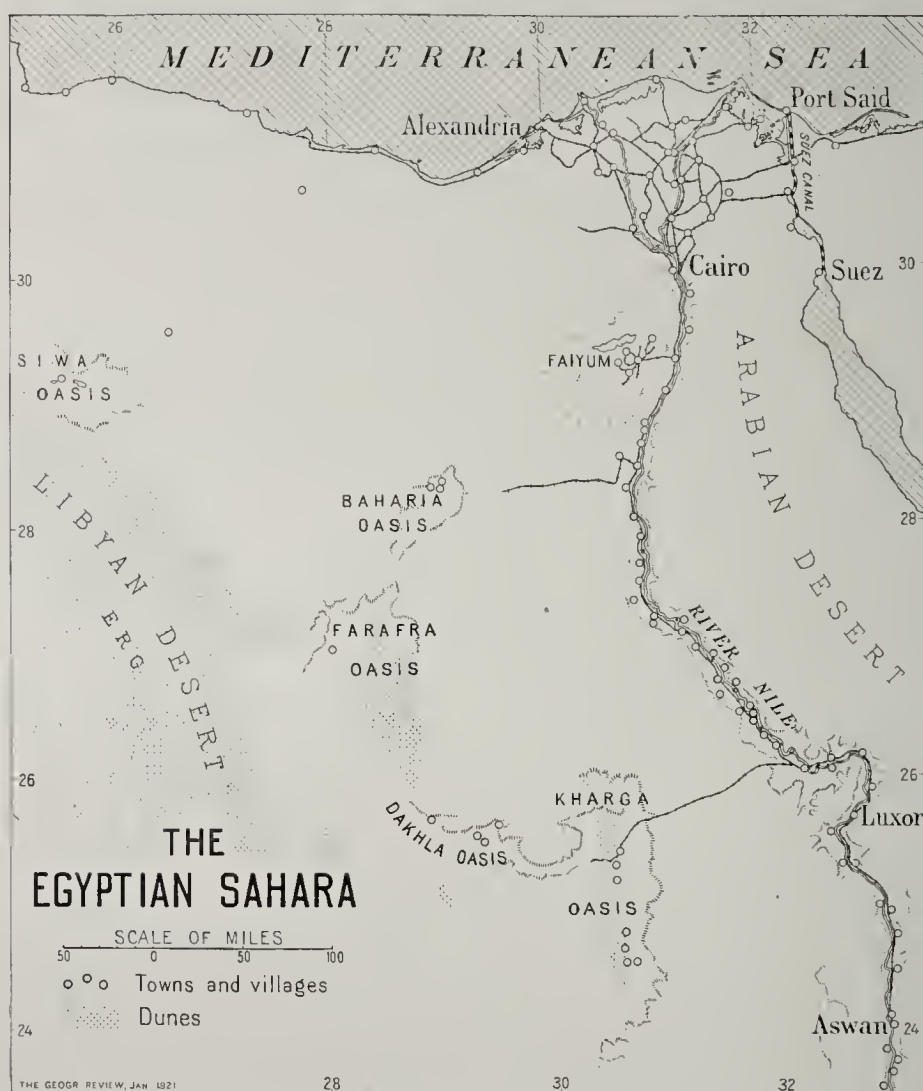 26 28 30 32
MEDITERRANEAN SEA
Port Said
Alexandria
SUEZ CANAL
30 Cairo Suez 30
SIWA
OASIS
FAIYUM
ARABIAN DESERT
BAHARIA
OASIS
28 28
LIBYAN DESERT
ERG
FARAFRA
OASIS
RIVER NILE
26 26
KHARGA
OASIS
DAKHLA OASIS
Luxor
THE
EGYPTIAN SAHARA
SCALE OF MILES
50 0 50 100
Towns and villages
Dunes
24 Aswan 24
THE GEOGR REVIEW, JAN 1921
28 30 32